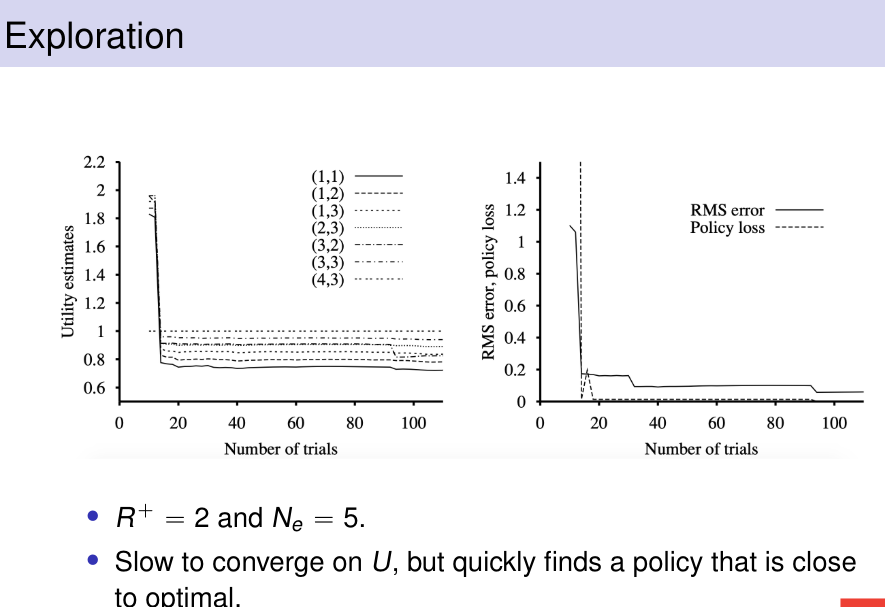 Exploration
Utility estimates
2.2
2
1.8
1.6
1.4
1.2
1
0.8
0.6
0 20 40 60 80 100
Number of trials
(1,1)
(1,2)
(1,3)
(2,3)
(3,2)
(3,3)
(4,3)
RMS error, policy loss
1.4
1.2
1
0.8
0.6
0.4
0.2
0
0 20 40 60 80 100
Number of trials
RMS error
Policy loss
• R⁺ = 2 and Nₑ = 5.
• Slow to converge on U, but quickly finds a policy that is close
to optimal.